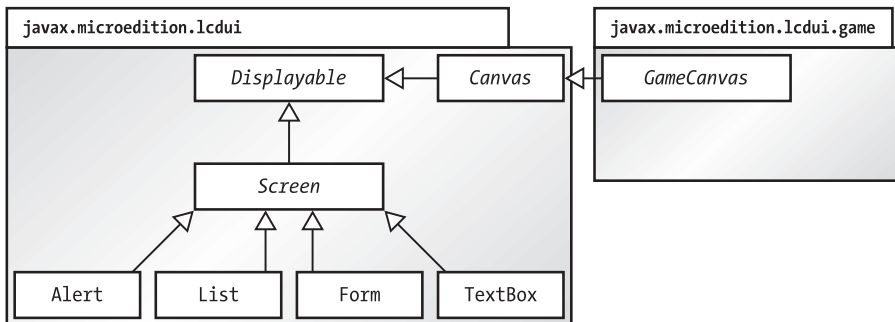 javax.microedition.lcdui
javax.microedition.lcdui.game
Displayable
Canvas
GameCanvas
Screen
Alert
List
Form
TextBox